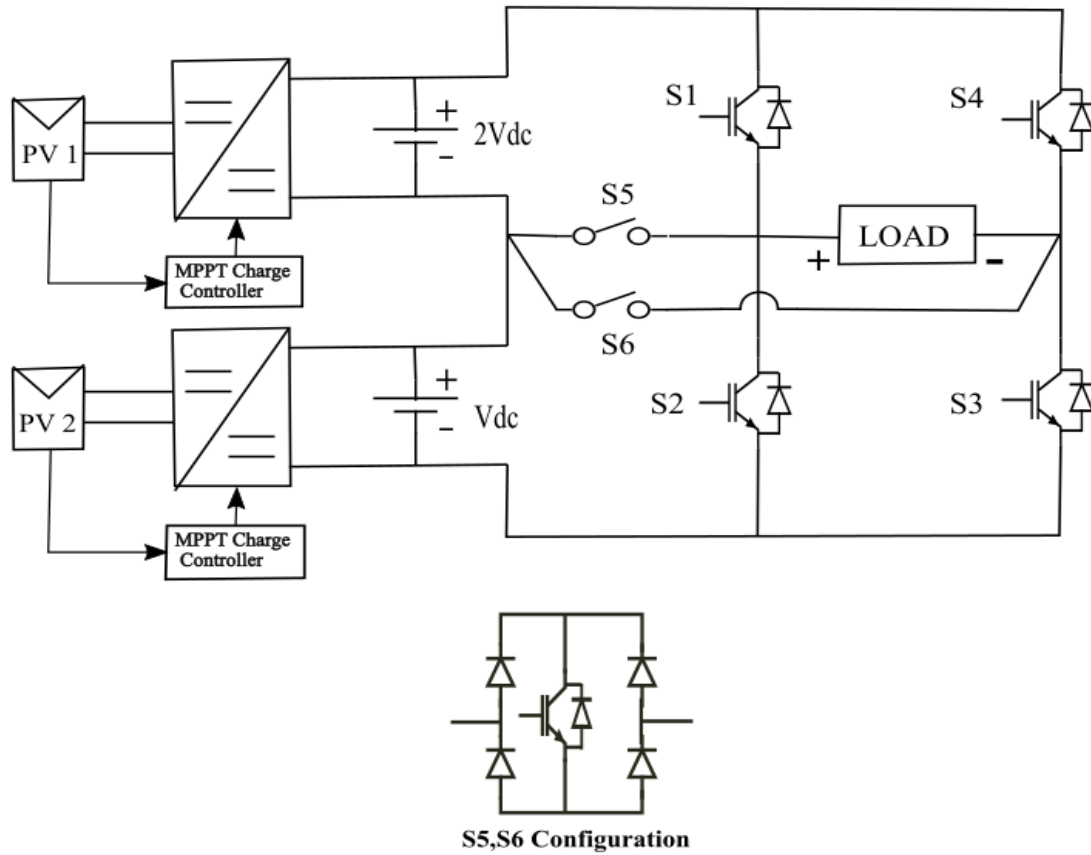 S1
S4
+
2Vdc
-
PV 1
S5
LOAD
+
-
MPPT Charge
Controller
S6
+
Vdc
-
S2
S3
PV 2
MPPT Charge
Controller
S5,S6 Configuration